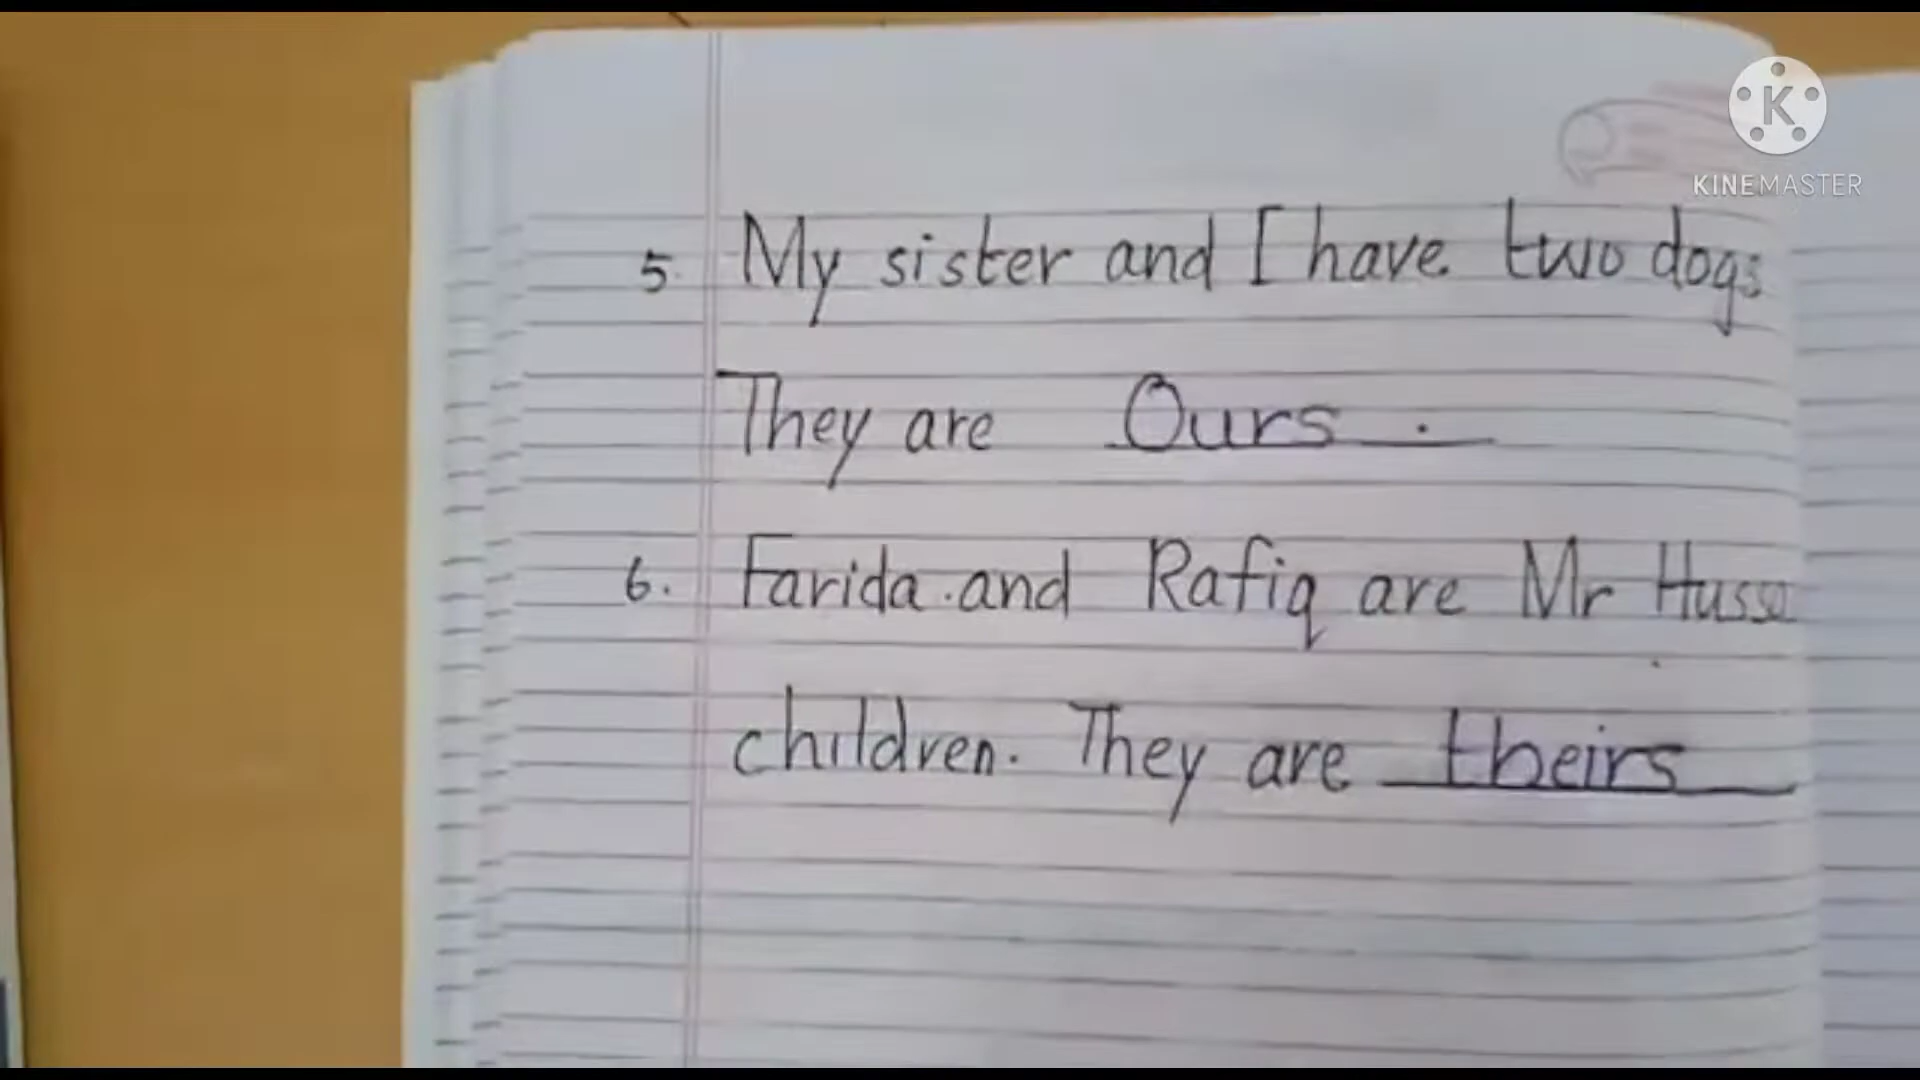 KINEMASTER
5. My sister and I have two dogs
They are Ours .
6. Farida and Rafiq are Mr
children. They are theirs